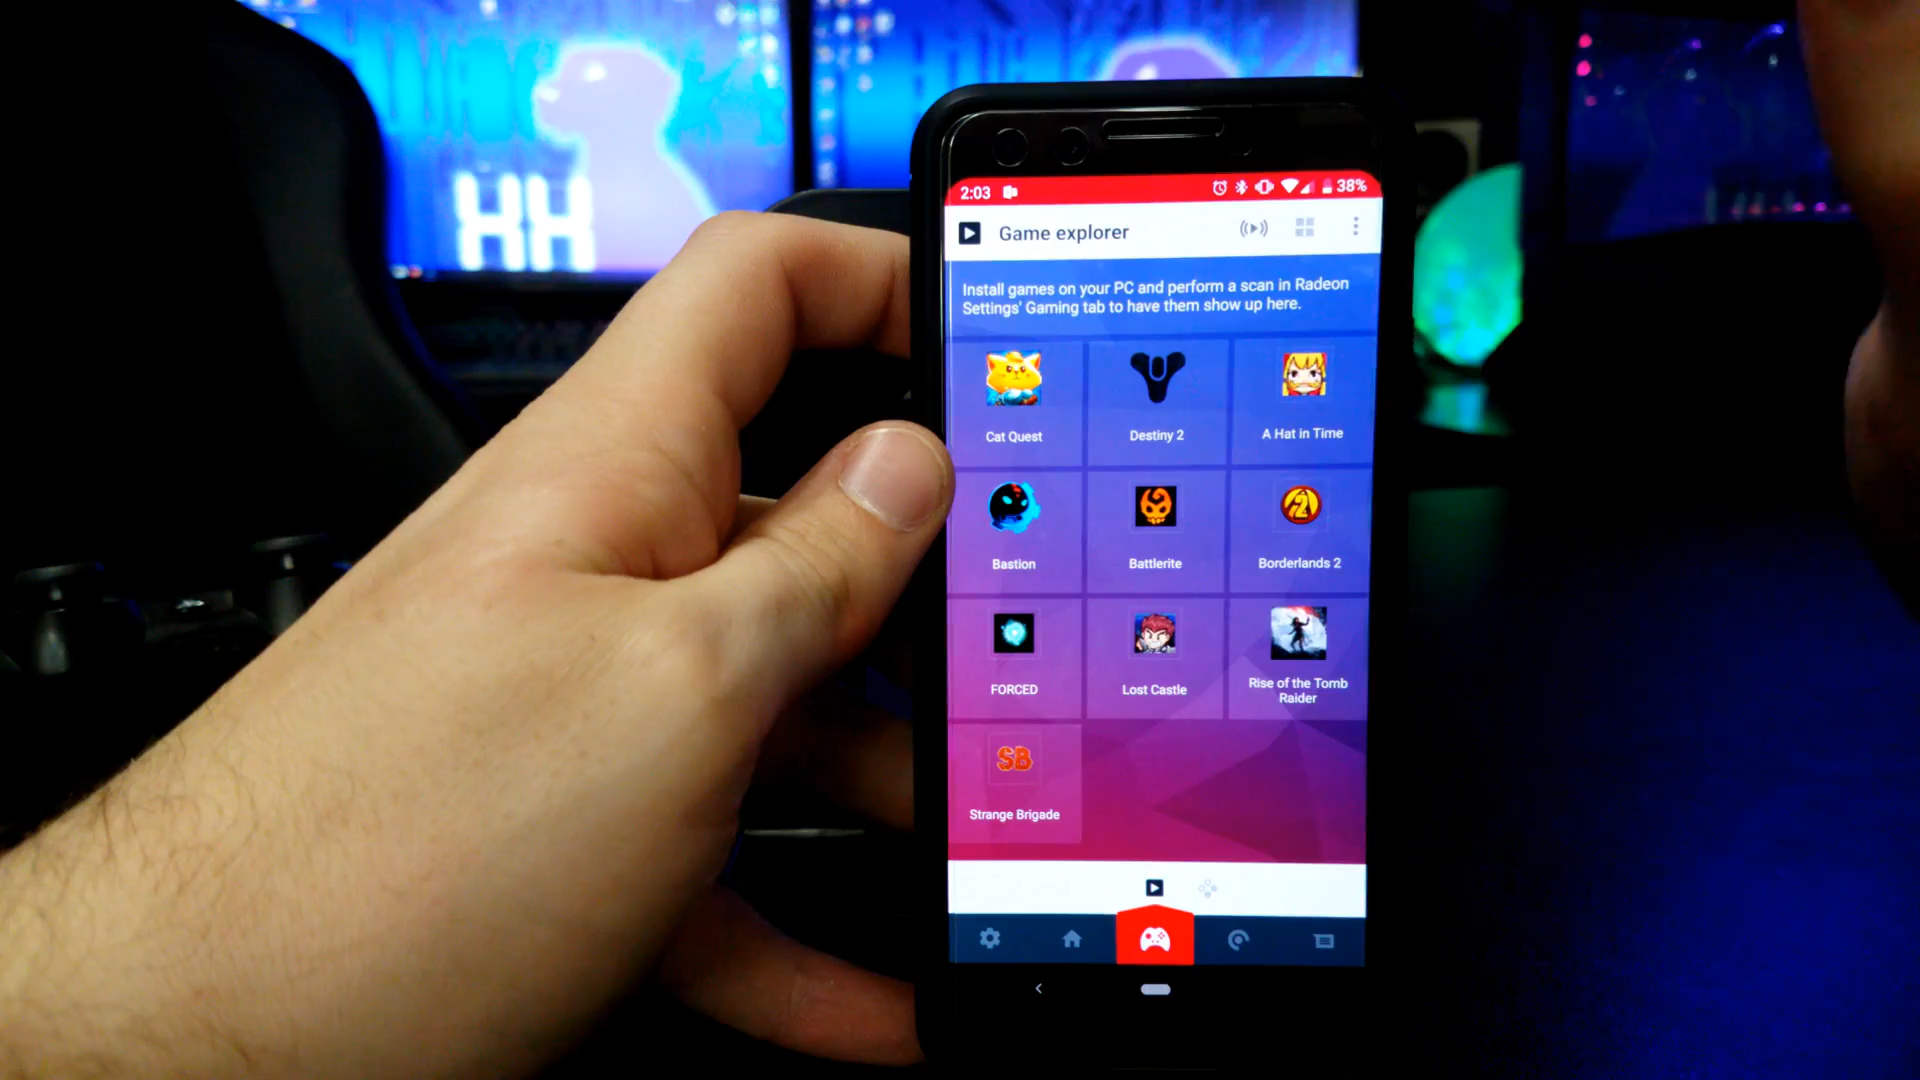 2:03
38%
Game explorer
Install games on your PC and perform a scan in Radeon
Settings' Gaming tab to have them show up here.
Cat Quest
Destiny 2
A Hat in Time
2
Bastion
Battlerite
Borderlands 2
FORCED
Lost Castle
Rise of the Tomb
Raider
SB
Strange Brigade